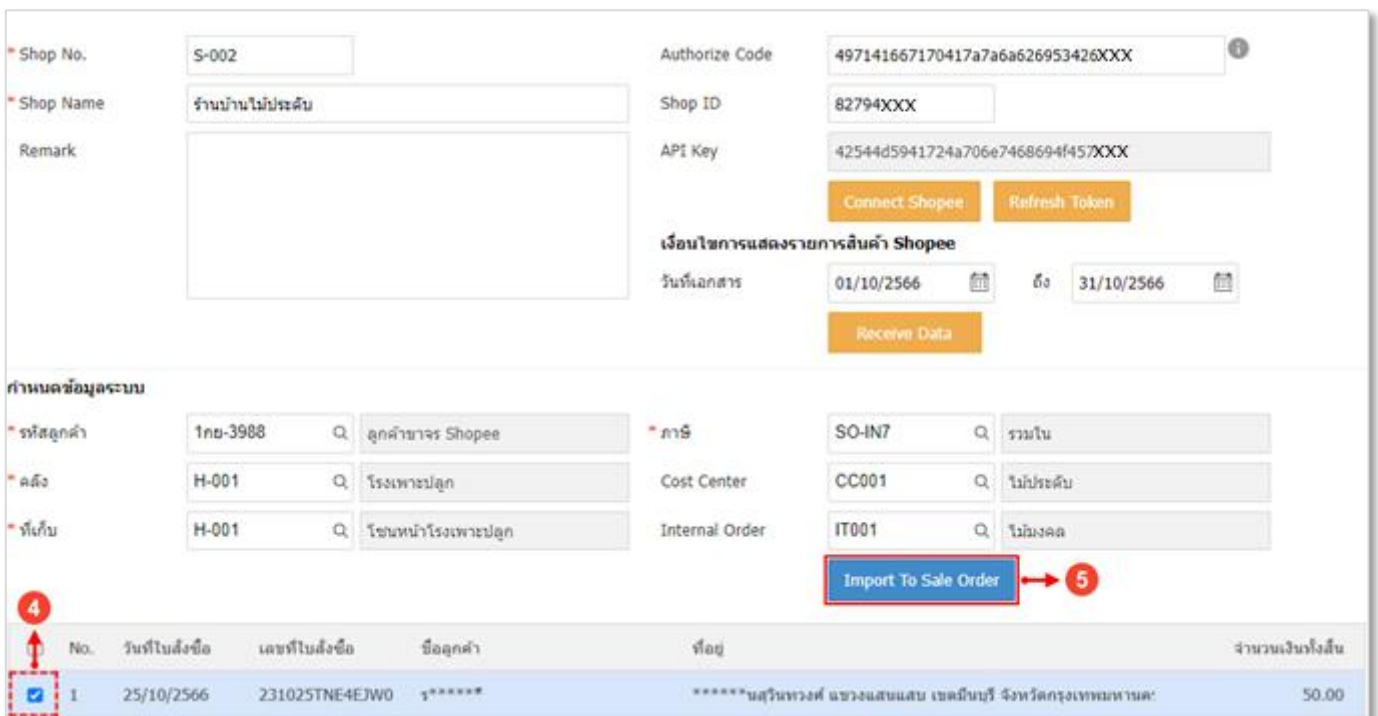 * Shop No. S-002 Authorize Code 497141667170417a7a6a626953426XXX
* Shop Name ร้านบ้านไม้ประดับ Shop ID 82794XXX
Remark API Key 42544d5941724a706e7468694f457XXX
Connect Shopee Refresh Token
เงื่อนไขการแสดงรายการสินค้า Shopee
วันที่เอกสาร 01/10/2566 ถึง 31/10/2566
Receive Data
กำหนดข้อมูลระบบ
* รหัสลูกค้า 1กย-3988 ลูกค้าขาจร Shopee * ภาษี SO-IN7 รวมใน
* คลัง H-001 โรงเพาะปลูก Cost Center CC001 ไม้ประดับ
* ที่เก็บ H-001 โซนหน้าโรงเพาะปลูก Internal Order IT001 ไม้มงคล
Import To Sale Order 5
4
No. วันที่ใบสั่งซื้อ เลขที่ใบสั่งซื้อ ชื่อลูกค้า ที่อยู่ จำนวนเงินทั้งสิ้น
1 25/10/2566 231025TNE4EJW0 ร****** ******นสุวินทวงศ์ แขวงแสนแสบ เขตมีนบุรี จังหวัดกรุงเทพมหานคร 50.00